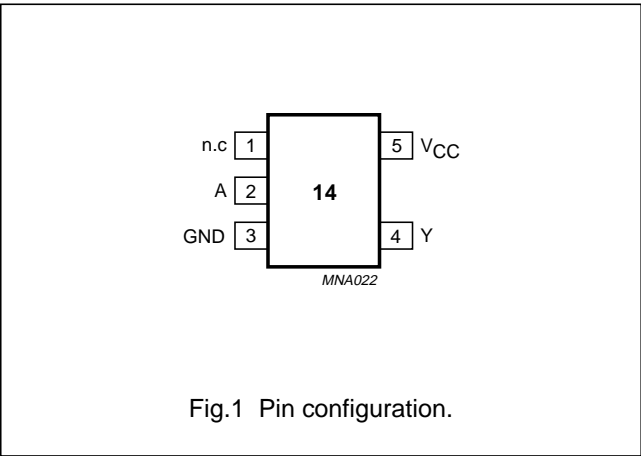 n.c 1 5 VCC
A 2 14
GND 3 4 Y
MNA022
Fig.1 Pin configuration.